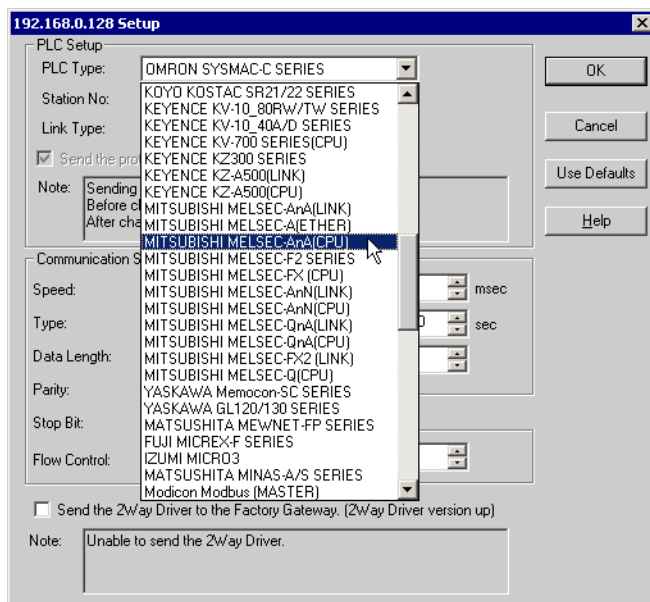 192.168.0.128 Setup
PLC Setup
PLC Type:
OMRON SYSMAC-C SERIES
OK
Station No:
Link Type:
Cancel
Send the pro
Use Defaults
Note:
Sending
Before c
After cha
Help
KOYO KOSTAC SR21/22 SERIES
KEYENCE KV-10_80RW/TW SERIES
KEYENCE KV-10_40A/D SERIES
KEYENCE KV-700 SERIES(CPU)
KEYENCE KZ300 SERIES
KEYENCE KZ-A500(LINK)
KEYENCE KZ-A500(CPU)
MITSUBISHI MELSEC-AnA(LINK)
MITSUBISHI MELSEC-A(ETHER)
MITSUBISHI MELSEC-AnA(CPU)
MITSUBISHI MELSEC-F2 SERIES
MITSUBISHI MELSEC-FX (CPU)
MITSUBISHI MELSEC-AnN(LINK)
MITSUBISHI MELSEC-AnN(CPU)
MITSUBISHI MELSEC-QnA(LINK)
MITSUBISHI MELSEC-QnA(CPU)
MITSUBISHI MELSEC-FX2 (LINK)
MITSUBISHI MELSEC-Q(CPU)
YASKAWA Memocon-SC SERIES
YASKAWA GL120/130 SERIES
MATSUSHITA MEWNET-FP SERIES
FUJI MICREX-F SERIES
IZUMI MICRO3
MATSUSHITA MINAS-A/S SERIES
Modicon Modbus (MASTER)
Communication S
Speed:
msec
Type:
0
sec
Data Length:
Parity:
Stop Bit:
Flow Control:
Send the 2Way Driver to the Factory Gateway. (2Way Driver version up)
Note:
Unable to send the 2Way Driver.